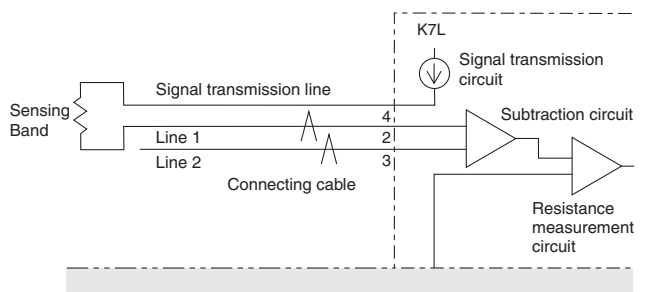 K7L
Signal transmission
circuit
Signal transmission line
Sensing
Band
4
Subtraction circuit
Line 1
2
Line 2
3
Connecting cable
Resistance
measurement
circuit